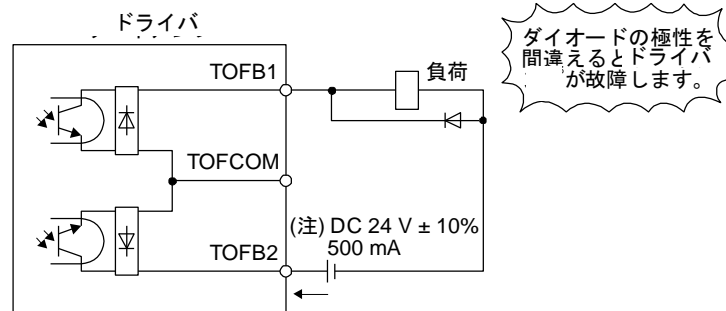 ドライバ
ダイオードの極性を
間違えるとドライバ
が故障します。
TOFB1
負荷
TOFCOM
(注) DC 24 V ± 10%
500 mA
TOFB2